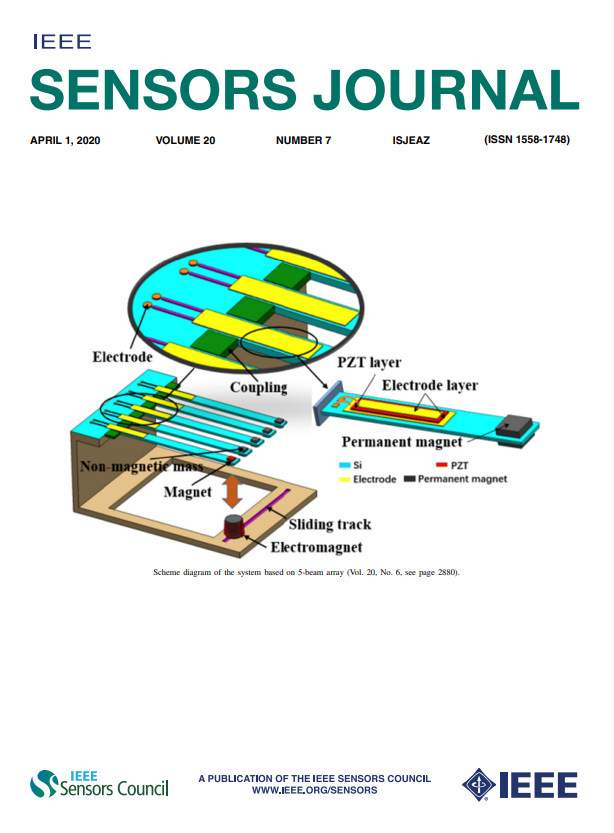 IEEE
SENSORS JOURNAL
APRIL 1, 2020 VOLUME 20 NUMBER 7 ISJEAZ (ISSN 1558-1748)
Electrode
Coupling
PZT layer
Electrode layer
Permanent magnet
Si PZT
Electrode Permanent magnet
Non-magnetic mass
Magnet
Sliding track
Electromagnet
Scheme diagram of the system based on 5-beam array (Vol. 20, No. 6, see page 2880).
IEEE
Sensors Council
A PUBLICATION OF THE IEEE SENSORS COUNCIL
WWW.IEEE.ORG/SENSORS
IEEE